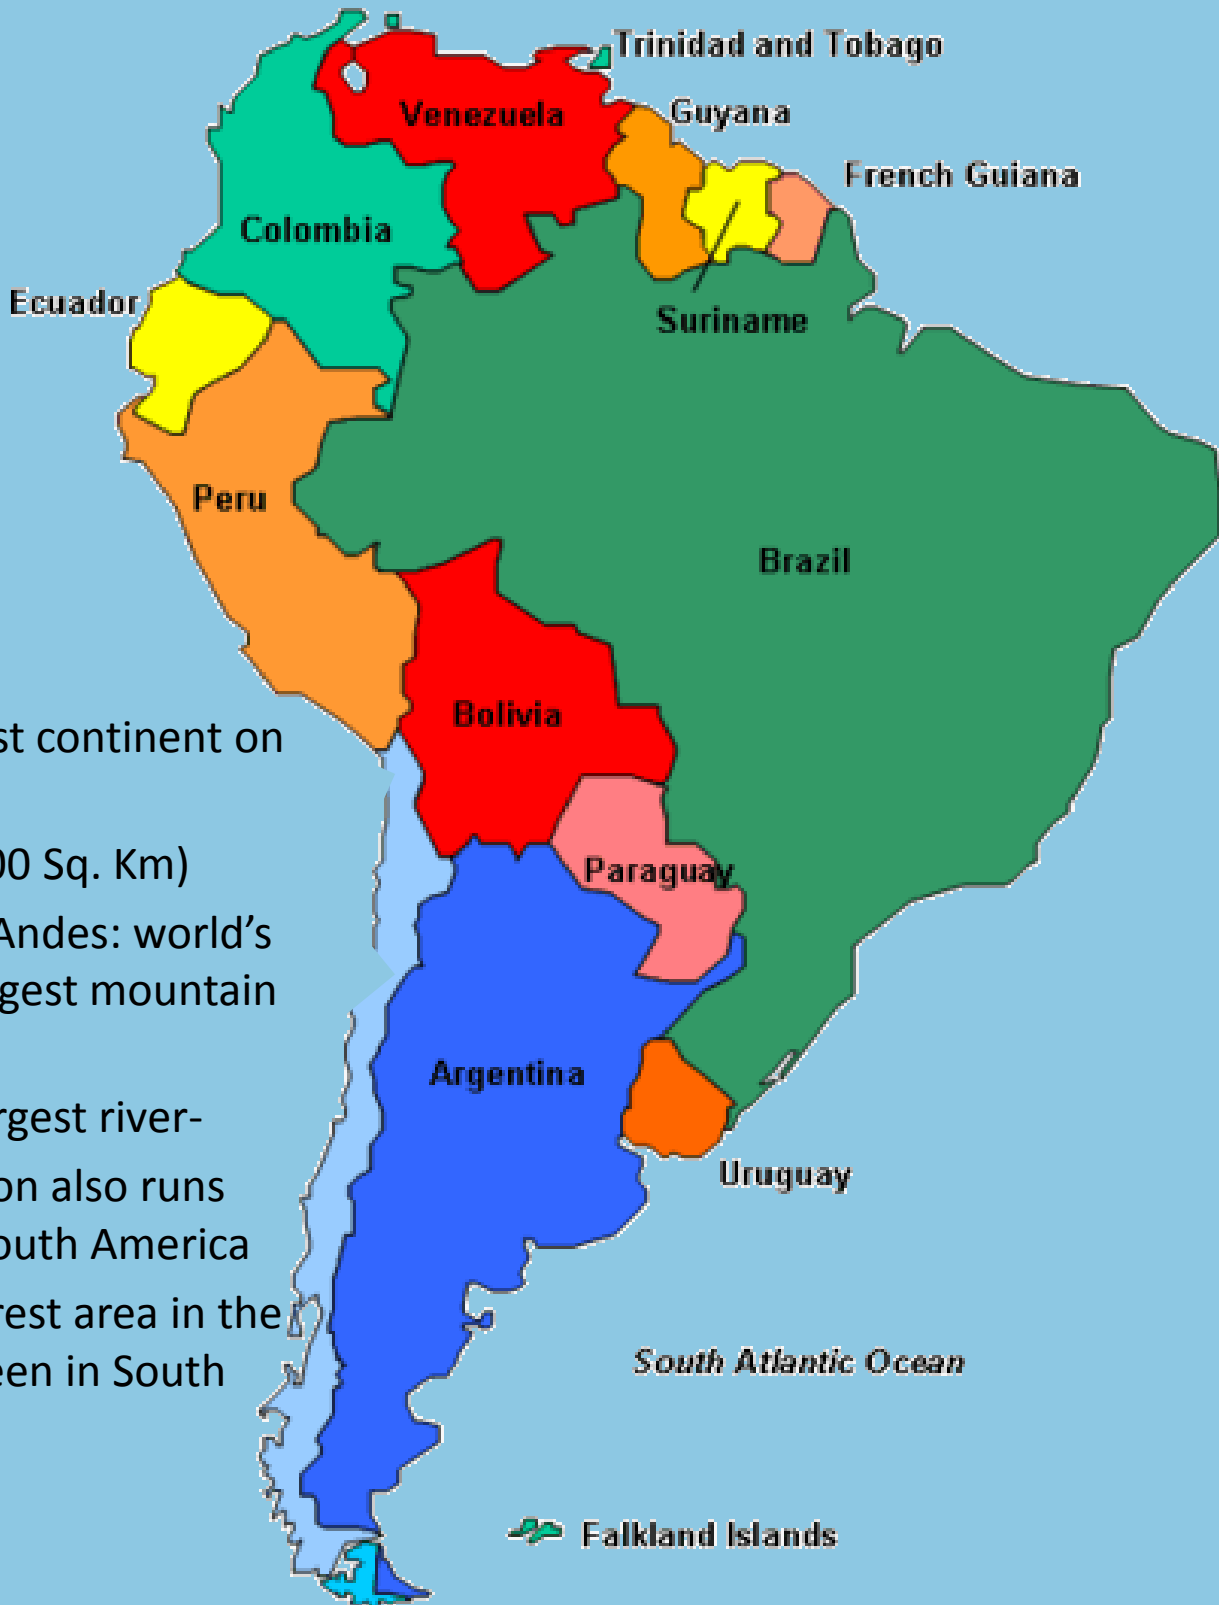 Trinidad and Tobago
Venezuela
Guyana
French Guiana
Colombia
Ecuador
Suriname
Peru
Brazil
Bolivia
st continent on
00 Sq. Km)
Paraguay
Andes: world’s
gest mountain
Argentina
rgest river-
on also runs
Uruguay
outh America
rest area in the
een in South
South Atlantic Ocean
Falkland Islands